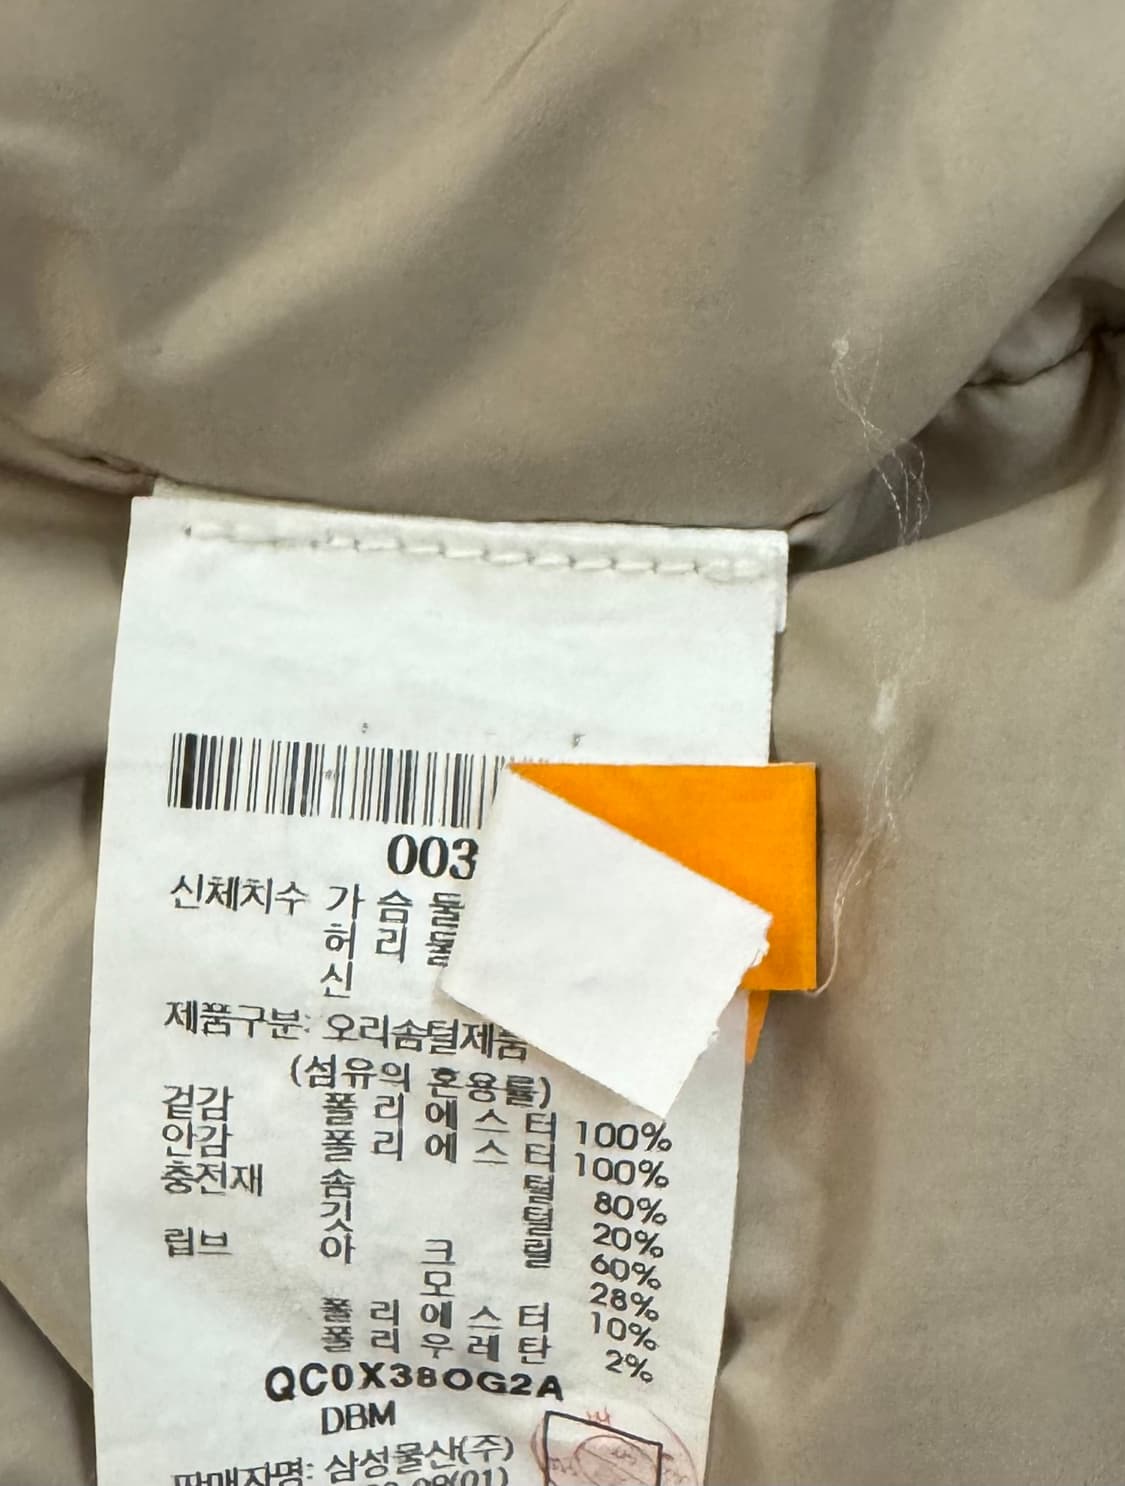 003
신체치수 가 슴 둘
허 리 둘
신
제품구분: 오리솜털제품
(섬유의 혼용률)
겉감 폴 리 에 스 터 100%
안감 폴 리 에 스 터 100%
충전재 솜 털 80%
깃 털 20%
립브 아 크 릴 60%
모 28%
폴 리 에 스 터 10%
폴 리 우 레 탄 2%
QC0X38OG2A
DBM
판매자명: 삼성물산(주)